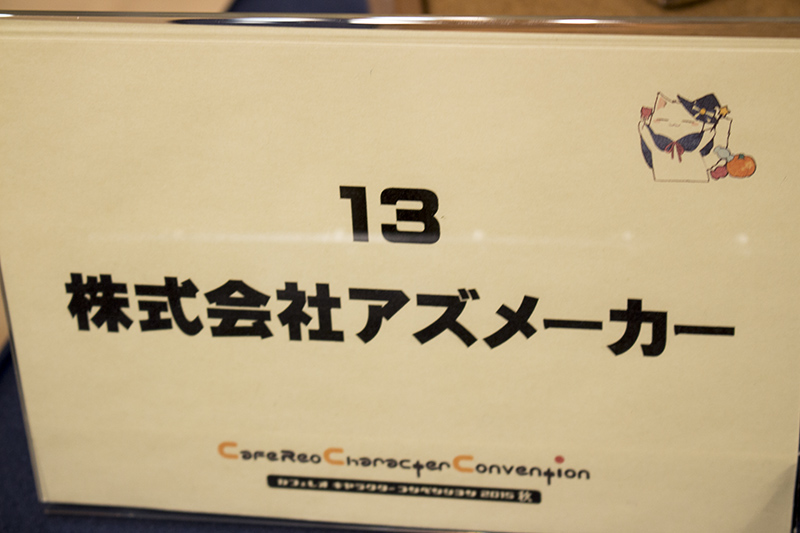 13
株式会社アズメーカー
CafeReo Character Convention
カフェレオ キャラクター コンベンション 2015 秋